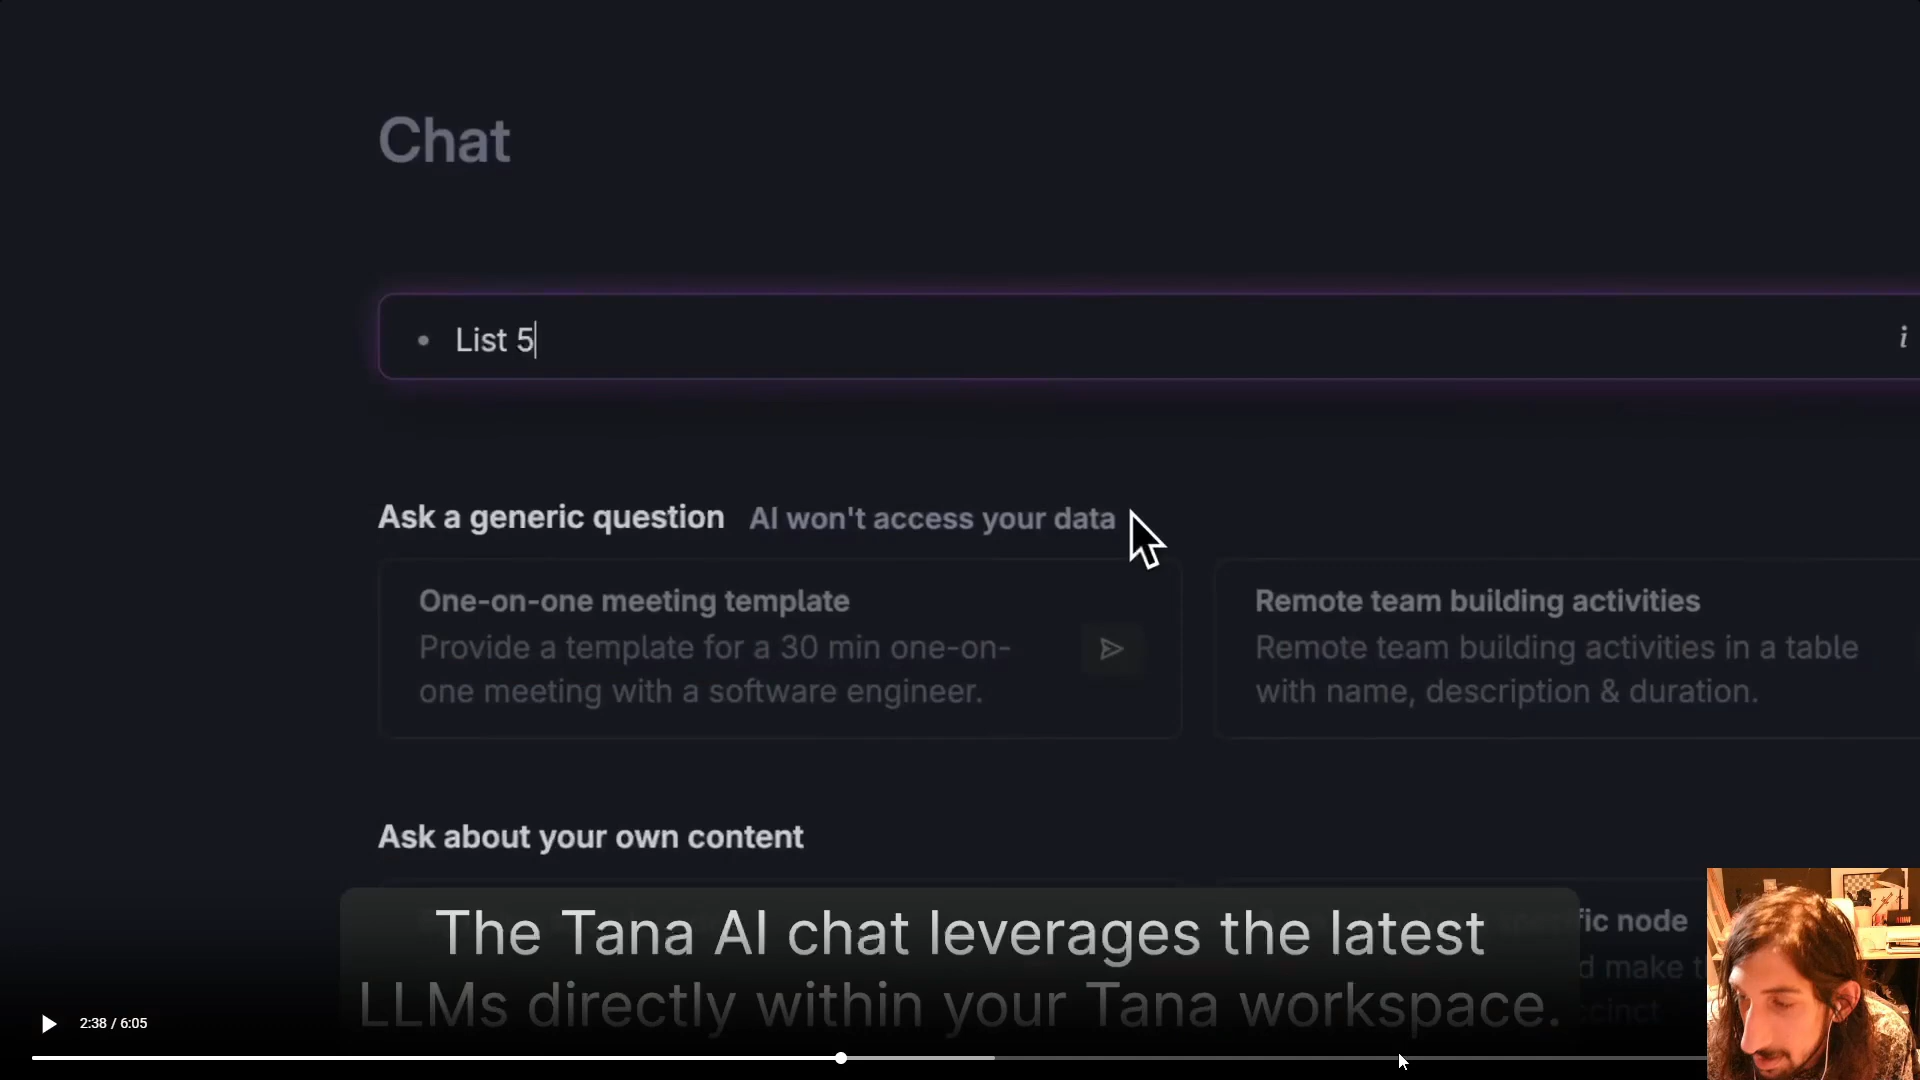 Chat
List 5
i
Ask a generic question AI won't access your data
One-on-one meeting template
Provide a template for a 30 min one-on-
one meeting with a software engineer.
Remote team building activities
Remote team building activities in a table
with name, description & duration.
Ask about your own content
The Tana AI chat leverages the latest
LLMs directly within your Tana workspace.
node
make
2:38 / 6:05